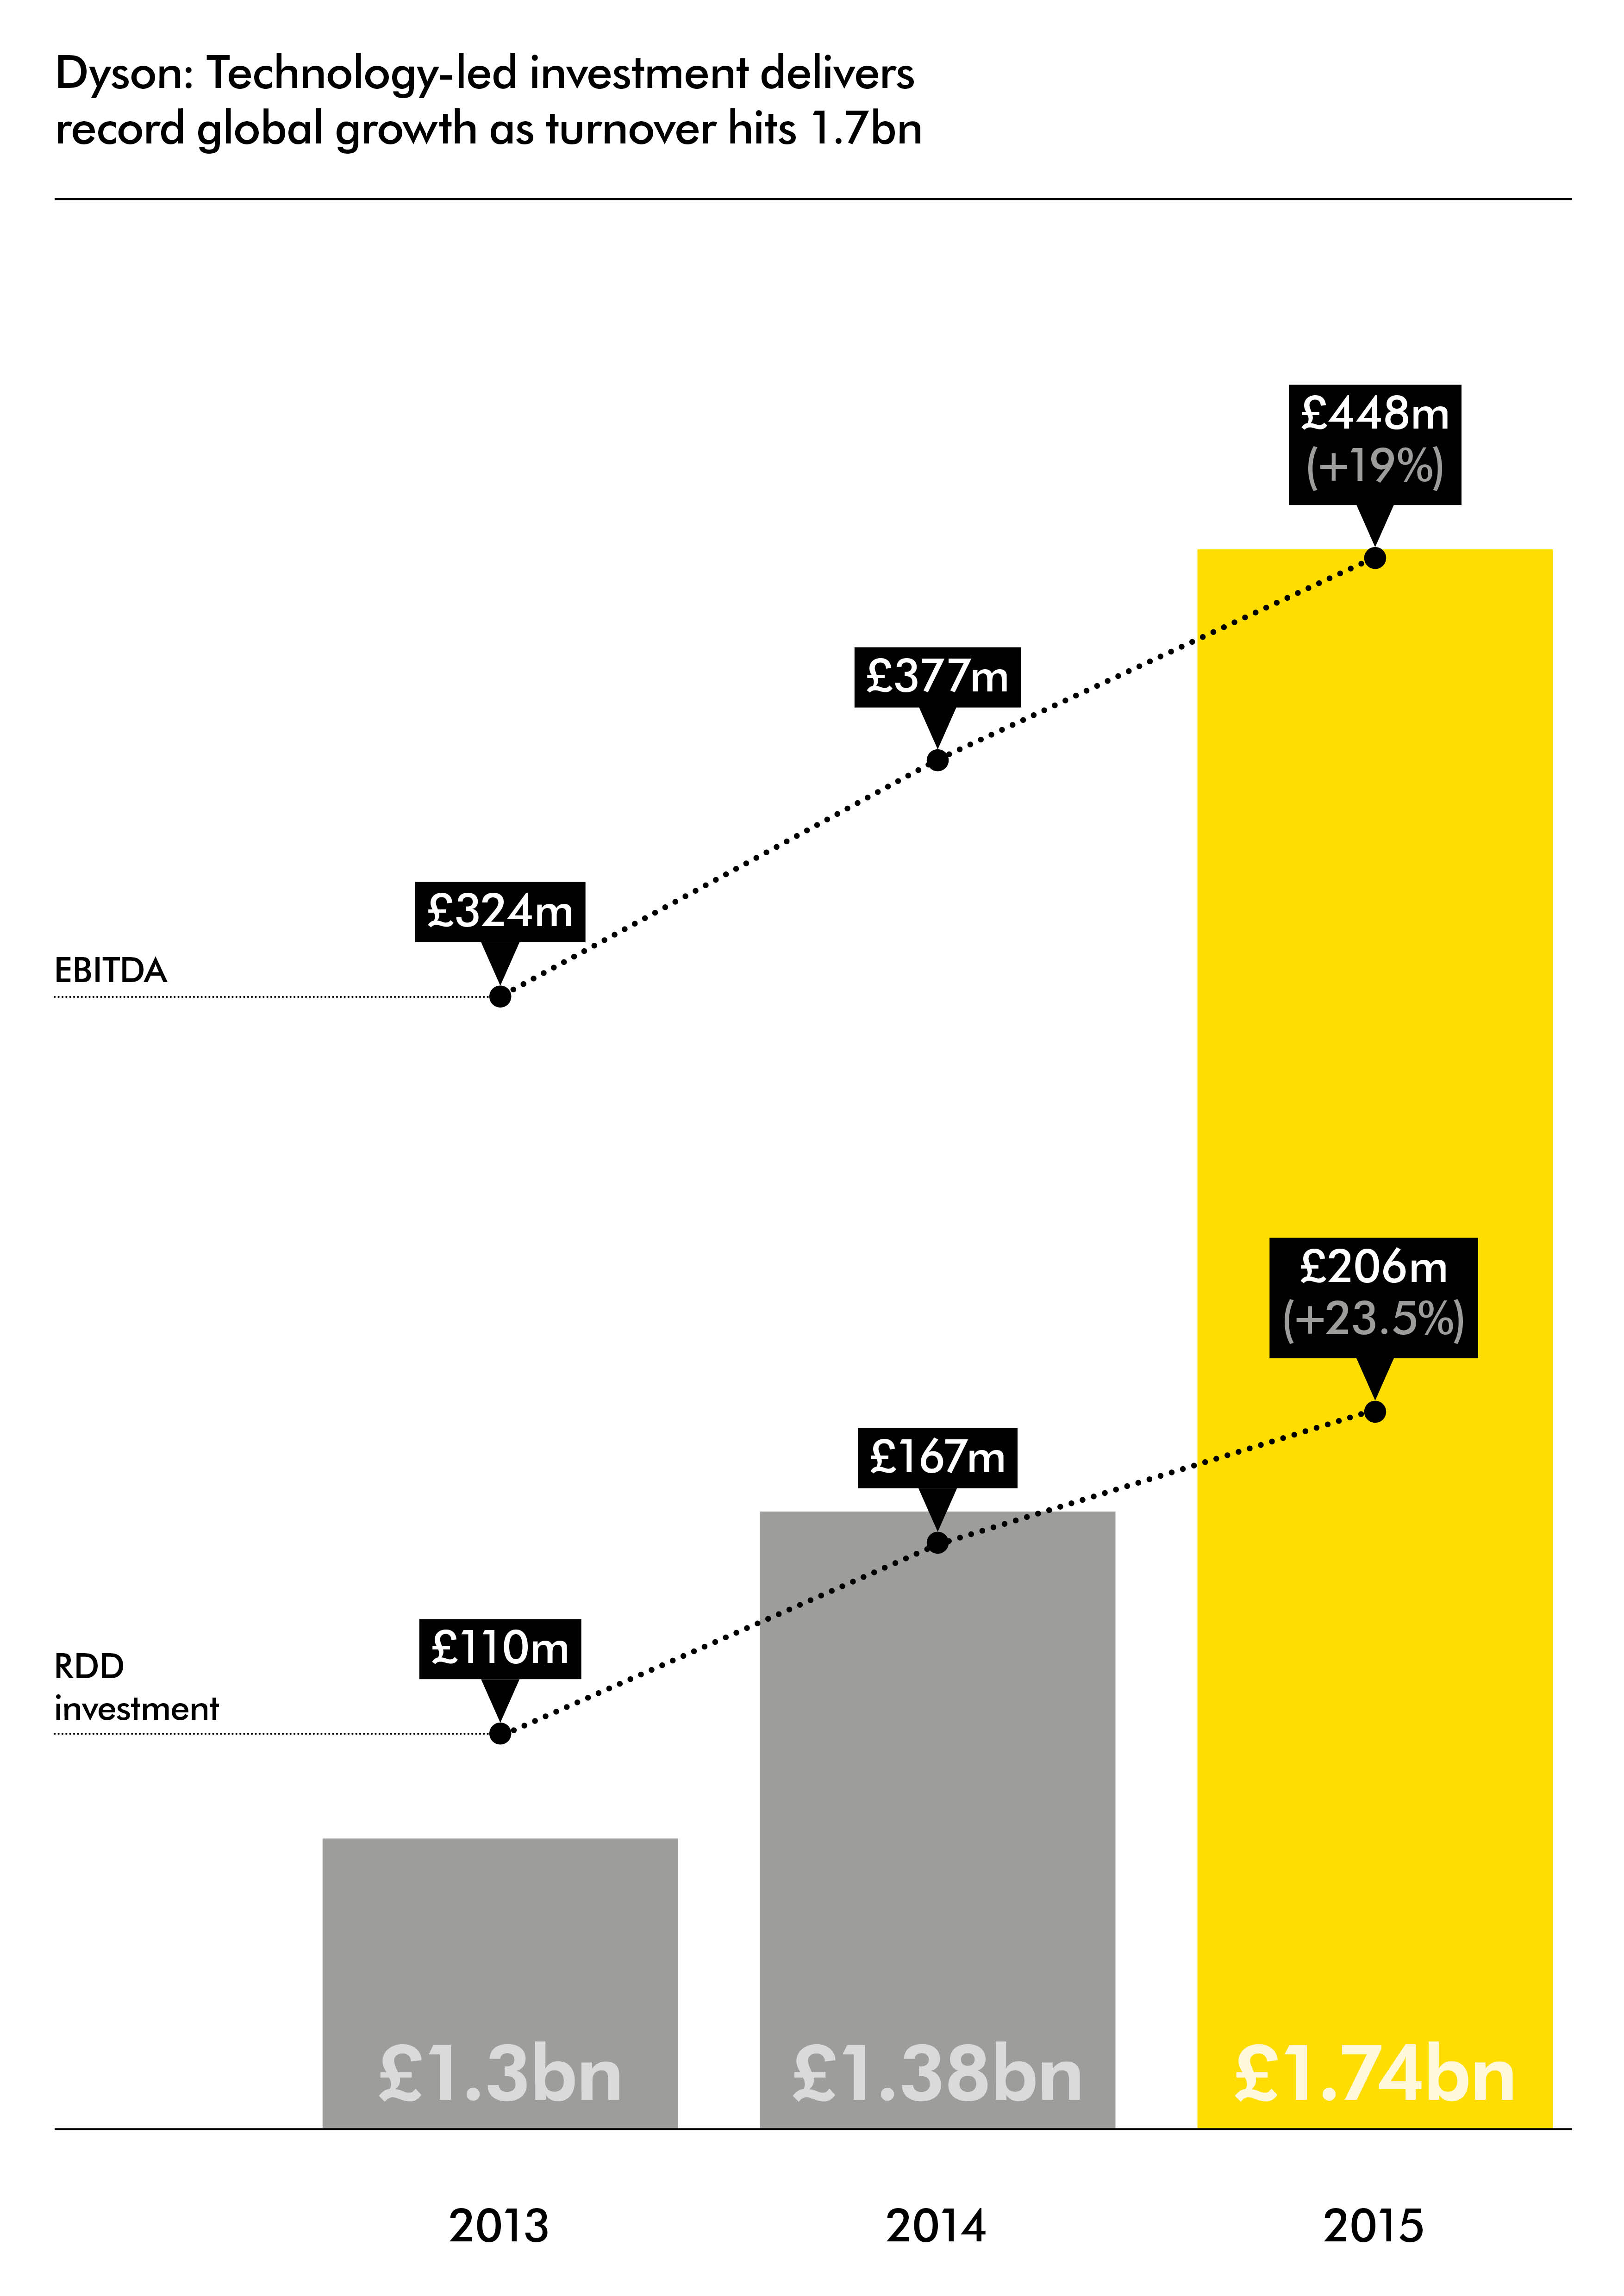 Dyson: Technology-led investment delivers
record global growth as turnover hits 1.7bn
£448m
(+19%)
£377m
£324m
EBITDA
£206m
(+23.5%)
£167m
£110m
RDD
investment
£1.3bn
£1.38bn
£1.74bn
2013
2014
2015